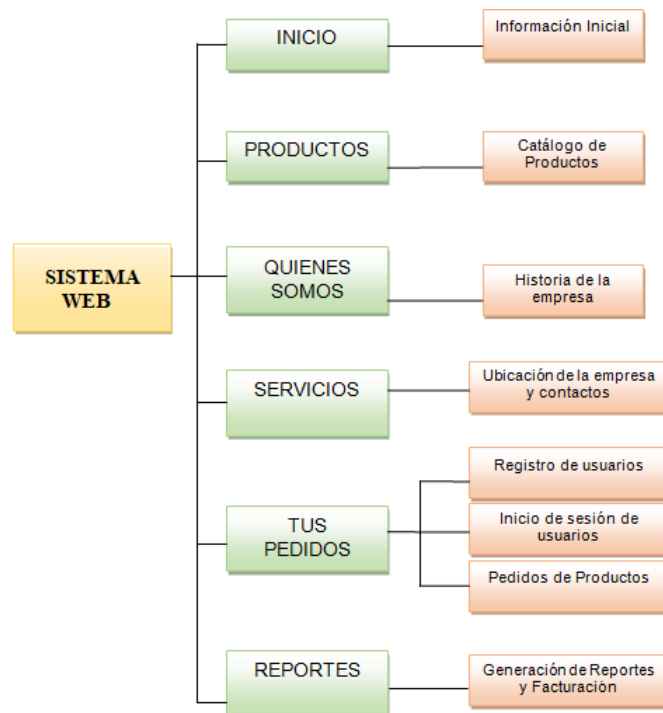 INICIO
Información Inicial
PRODUCTOS
Catálogo de
Productos
SISTEMA
WEB
QUIENES
SOMOS
Historia de la
empresa
SERVICIOS
Ubicación de la empresa
y contactos
TUS
PEDIDOS
Registro de usuarios
Inicio de sesión de
usuarios
Pedidos de Productos
REPORTES
Generación de Reportes
y Facturación